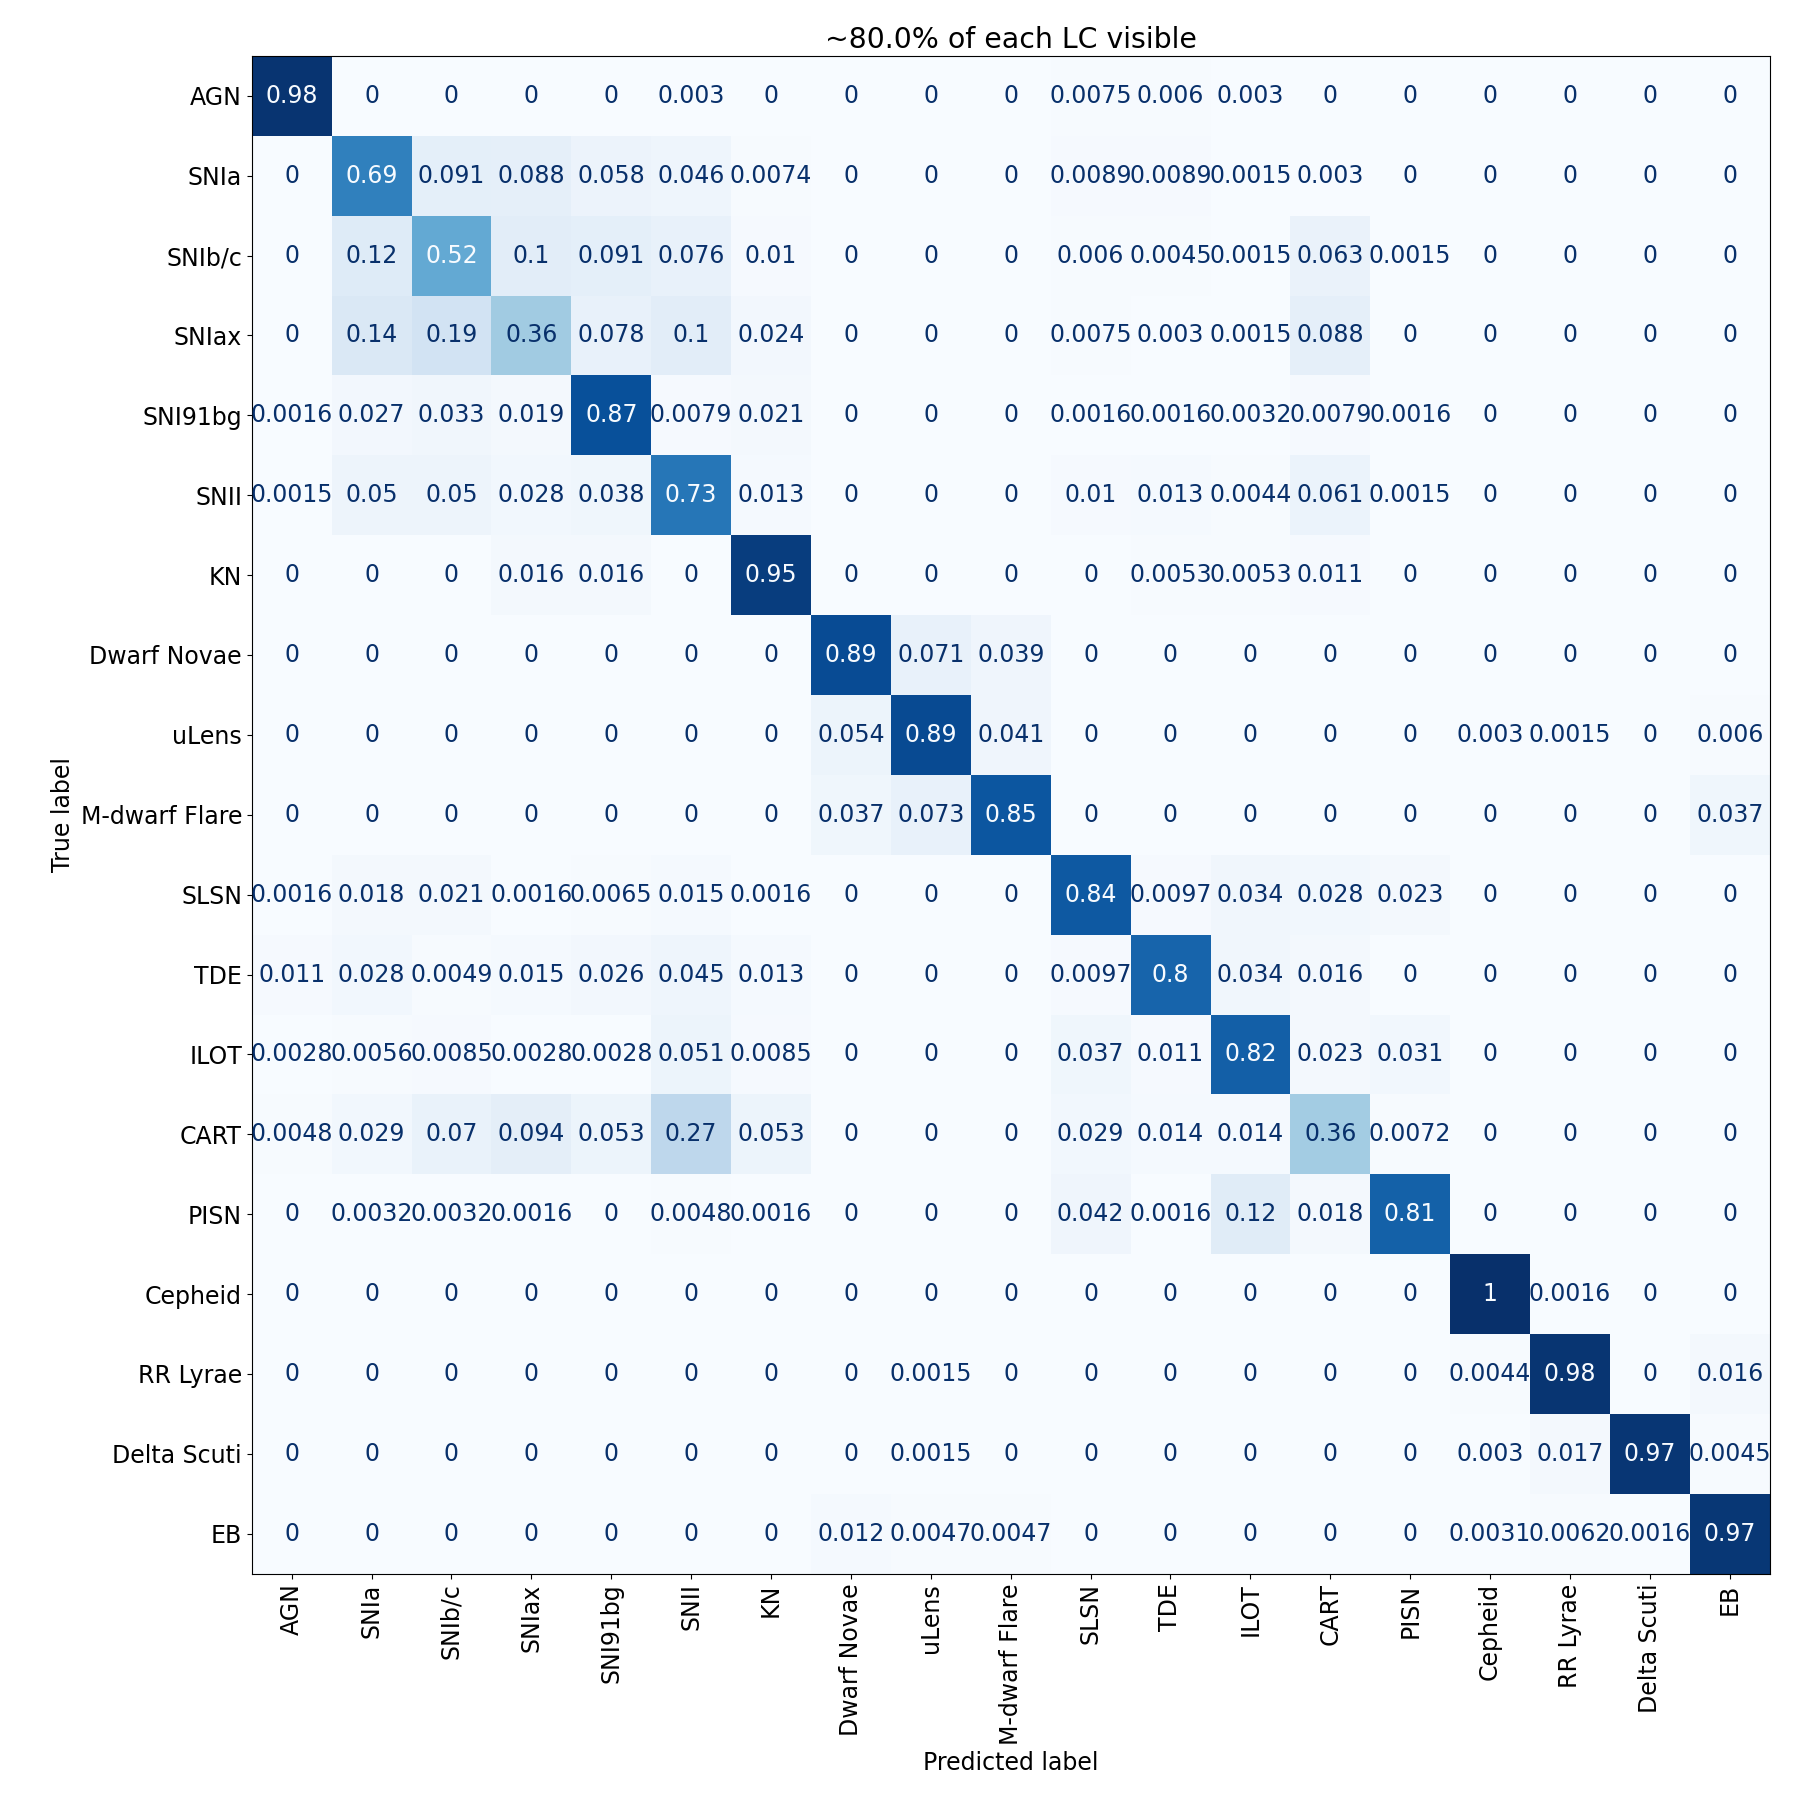 ~80.0% of each LC visible
AGN 0.98 0 0 0 0 0.003 0 0 0 0 0.0075 0.006 0.003 0 0 0 0 0 0
SNIa 0 0.69 0.091 0.088 0.058 0.046 0.0074 0 0 0 0.0089 0.0089 0.0015 0.003 0 0 0 0 0
SNIb/c 0 0.12 0.52 0.1 0.091 0.076 0.01 0 0 0 0.006 0.0045 0.0015 0.063 0.0015 0 0 0 0
SNIax 0 0.14 0.19 0.36 0.078 0.1 0.024 0 0 0 0.0075 0.003 0.0015 0.088 0 0 0 0 0
SNI91bg 0.0016 0.027 0.033 0.019 0.87 0.0079 0.021 0 0 0 0.0016 0.0016 0.0032 0.0079 0.0016 0 0 0 0
SNII 0.0015 0.05 0.05 0.028 0.038 0.73 0.013 0 0 0 0.01 0.013 0.0044 0.061 0.0015 0 0 0 0
KN 0 0 0 0.016 0.016 0 0.95 0 0 0 0 0.0053 0.0053 0.011 0 0 0 0 0
Dwarf Novae 0 0 0 0 0 0 0 0.89 0.071 0.039 0 0 0 0 0 0 0 0 0
uLens 0 0 0 0 0 0 0 0.054 0.89 0.041 0 0 0 0 0 0.003 0.0015 0 0.006
M-dwarf Flare 0 0 0 0 0 0 0 0.037 0.073 0.85 0 0 0 0 0 0 0 0 0.037
SLSN 0.0016 0.018 0.021 0.0016 0.0065 0.015 0.0016 0 0 0 0.84 0.0097 0.034 0.028 0.023 0 0 0 0
TDE 0.011 0.028 0.0049 0.015 0.026 0.045 0.013 0 0 0 0.0097 0.8 0.034 0.016 0 0 0 0 0
ILOT 0.0028 0.0056 0.0085 0.0028 0.0028 0.051 0.0085 0 0 0 0.037 0.011 0.82 0.023 0.031 0 0 0 0
CART 0.0048 0.029 0.07 0.094 0.053 0.27 0.053 0 0 0 0.029 0.014 0.014 0.36 0.0072 0 0 0 0
PISN 0 0.0032 0.0032 0.0016 0 0.0048 0.0016 0 0 0 0.042 0.0016 0.12 0.018 0.81 0 0 0 0
Cepheid 0 0 0 0 0 0 0 0 0 0 0 0 0 0 0 1 0.0016 0 0
RR Lyrae 0 0 0 0 0 0 0 0 0.0015 0 0 0 0 0 0 0.0044 0.98 0 0.016
Delta Scuti 0 0 0 0 0 0 0 0 0.0015 0 0 0 0 0 0 0.003 0.017 0.97 0.0045
EB 0 0 0 0 0 0 0 0.012 0.0047 0.0047 0 0 0 0 0 0.0031 0.0062 0.0016 0.97
True label
AGN SNIa SNIb/c SNIax SNI91bg SNII KN Dwarf Novae uLens M-dwarf Flare SLSN TDE ILOT CART PISN Cepheid RR Lyrae Delta Scuti EB
Predicted label